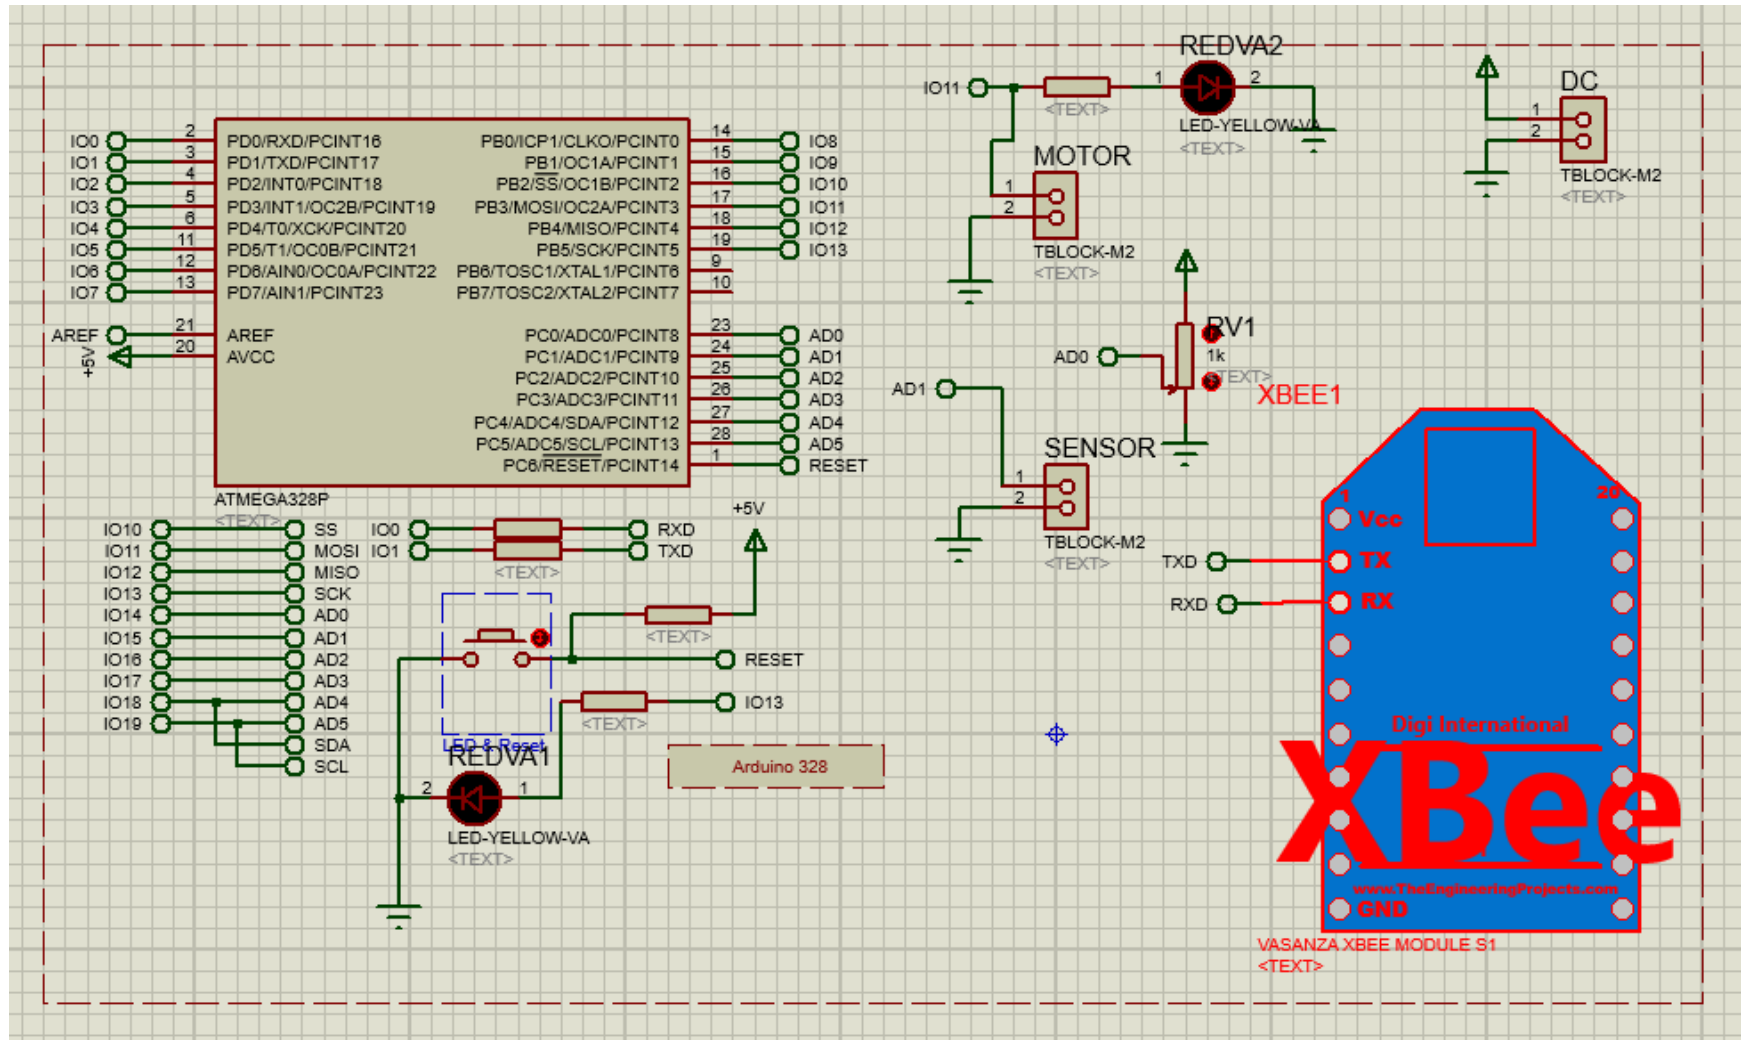 REDVA2
IO11
1
2
<TEXT>
LED-YELLOW-VA
<TEXT>
DC
1
2
TBLOCK-M2
<TEXT>
MOTOR
1
2
TBLOCK-M2
<TEXT>
IO0 2 PD0/RXD/PCINT16 PB0/ICP1/CLKO/PCINT0 14 IO8
IO1 3 PD1/TXD/PCINT17 PB1/OC1A/PCINT1 15 IO9
IO2 4 PD2/INT0/PCINT18 PB2/SS/OC1B/PCINT2 16 IO10
IO3 5 PD3/INT1/OC2B/PCINT19 PB3/MOSI/OC2A/PCINT3 17 IO11
IO4 6 PD4/T0/XCK/PCINT20 PB4/MISO/PCINT4 18 IO12
IO5 11 PD5/T1/OC0B/PCINT21 PB5/SCK/PCINT5 19 IO13
IO6 12 PD6/AIN0/OC0A/PCINT22 PB6/TOSC1/XTAL1/PCINT6 9
IO7 13 PD7/AIN1/PCINT23 PB7/TOSC2/XTAL2/PCINT7 10
AREF 21 AREF PC0/ADC0/PCINT8 23 AD0
+5V 20 AVCC PC1/ADC1/PCINT9 24 AD1
PC2/ADC2/PCINT10 25 AD2
PC3/ADC3/PCINT11 26 AD3
PC4/ADC4/SDA/PCINT12 27 AD4
PC5/ADC5/SCL/PCINT13 28 AD5
PC6/RESET/PCINT14 1 RESET
ATMEGA328P
<TEXT>
RV1
AD0
1k
<TEXT>
AD1
SENSOR
1
2
TBLOCK-M2
<TEXT>
IO10 SS
IO11 MOSI
IO12 MISO
IO13 SCK
IO14 AD0
IO15 AD1
IO16 AD2
IO17 AD3
IO18 AD4
IO19 AD5
SDA
SCL
IO0 RXD
IO1 TXD
<TEXT>
+5V
<TEXT>
RESET
IO13
<TEXT>
LED & Reset
REDVA1
2 1
LED-YELLOW-VA
<TEXT>
Arduino 328
XBEE1
1 20
Vcc
TXD TX
RXD RX
Digi International
XBee
www.TheEngineeringProjects.com
GND
VASANZA XBEE MODULE S1
<TEXT>